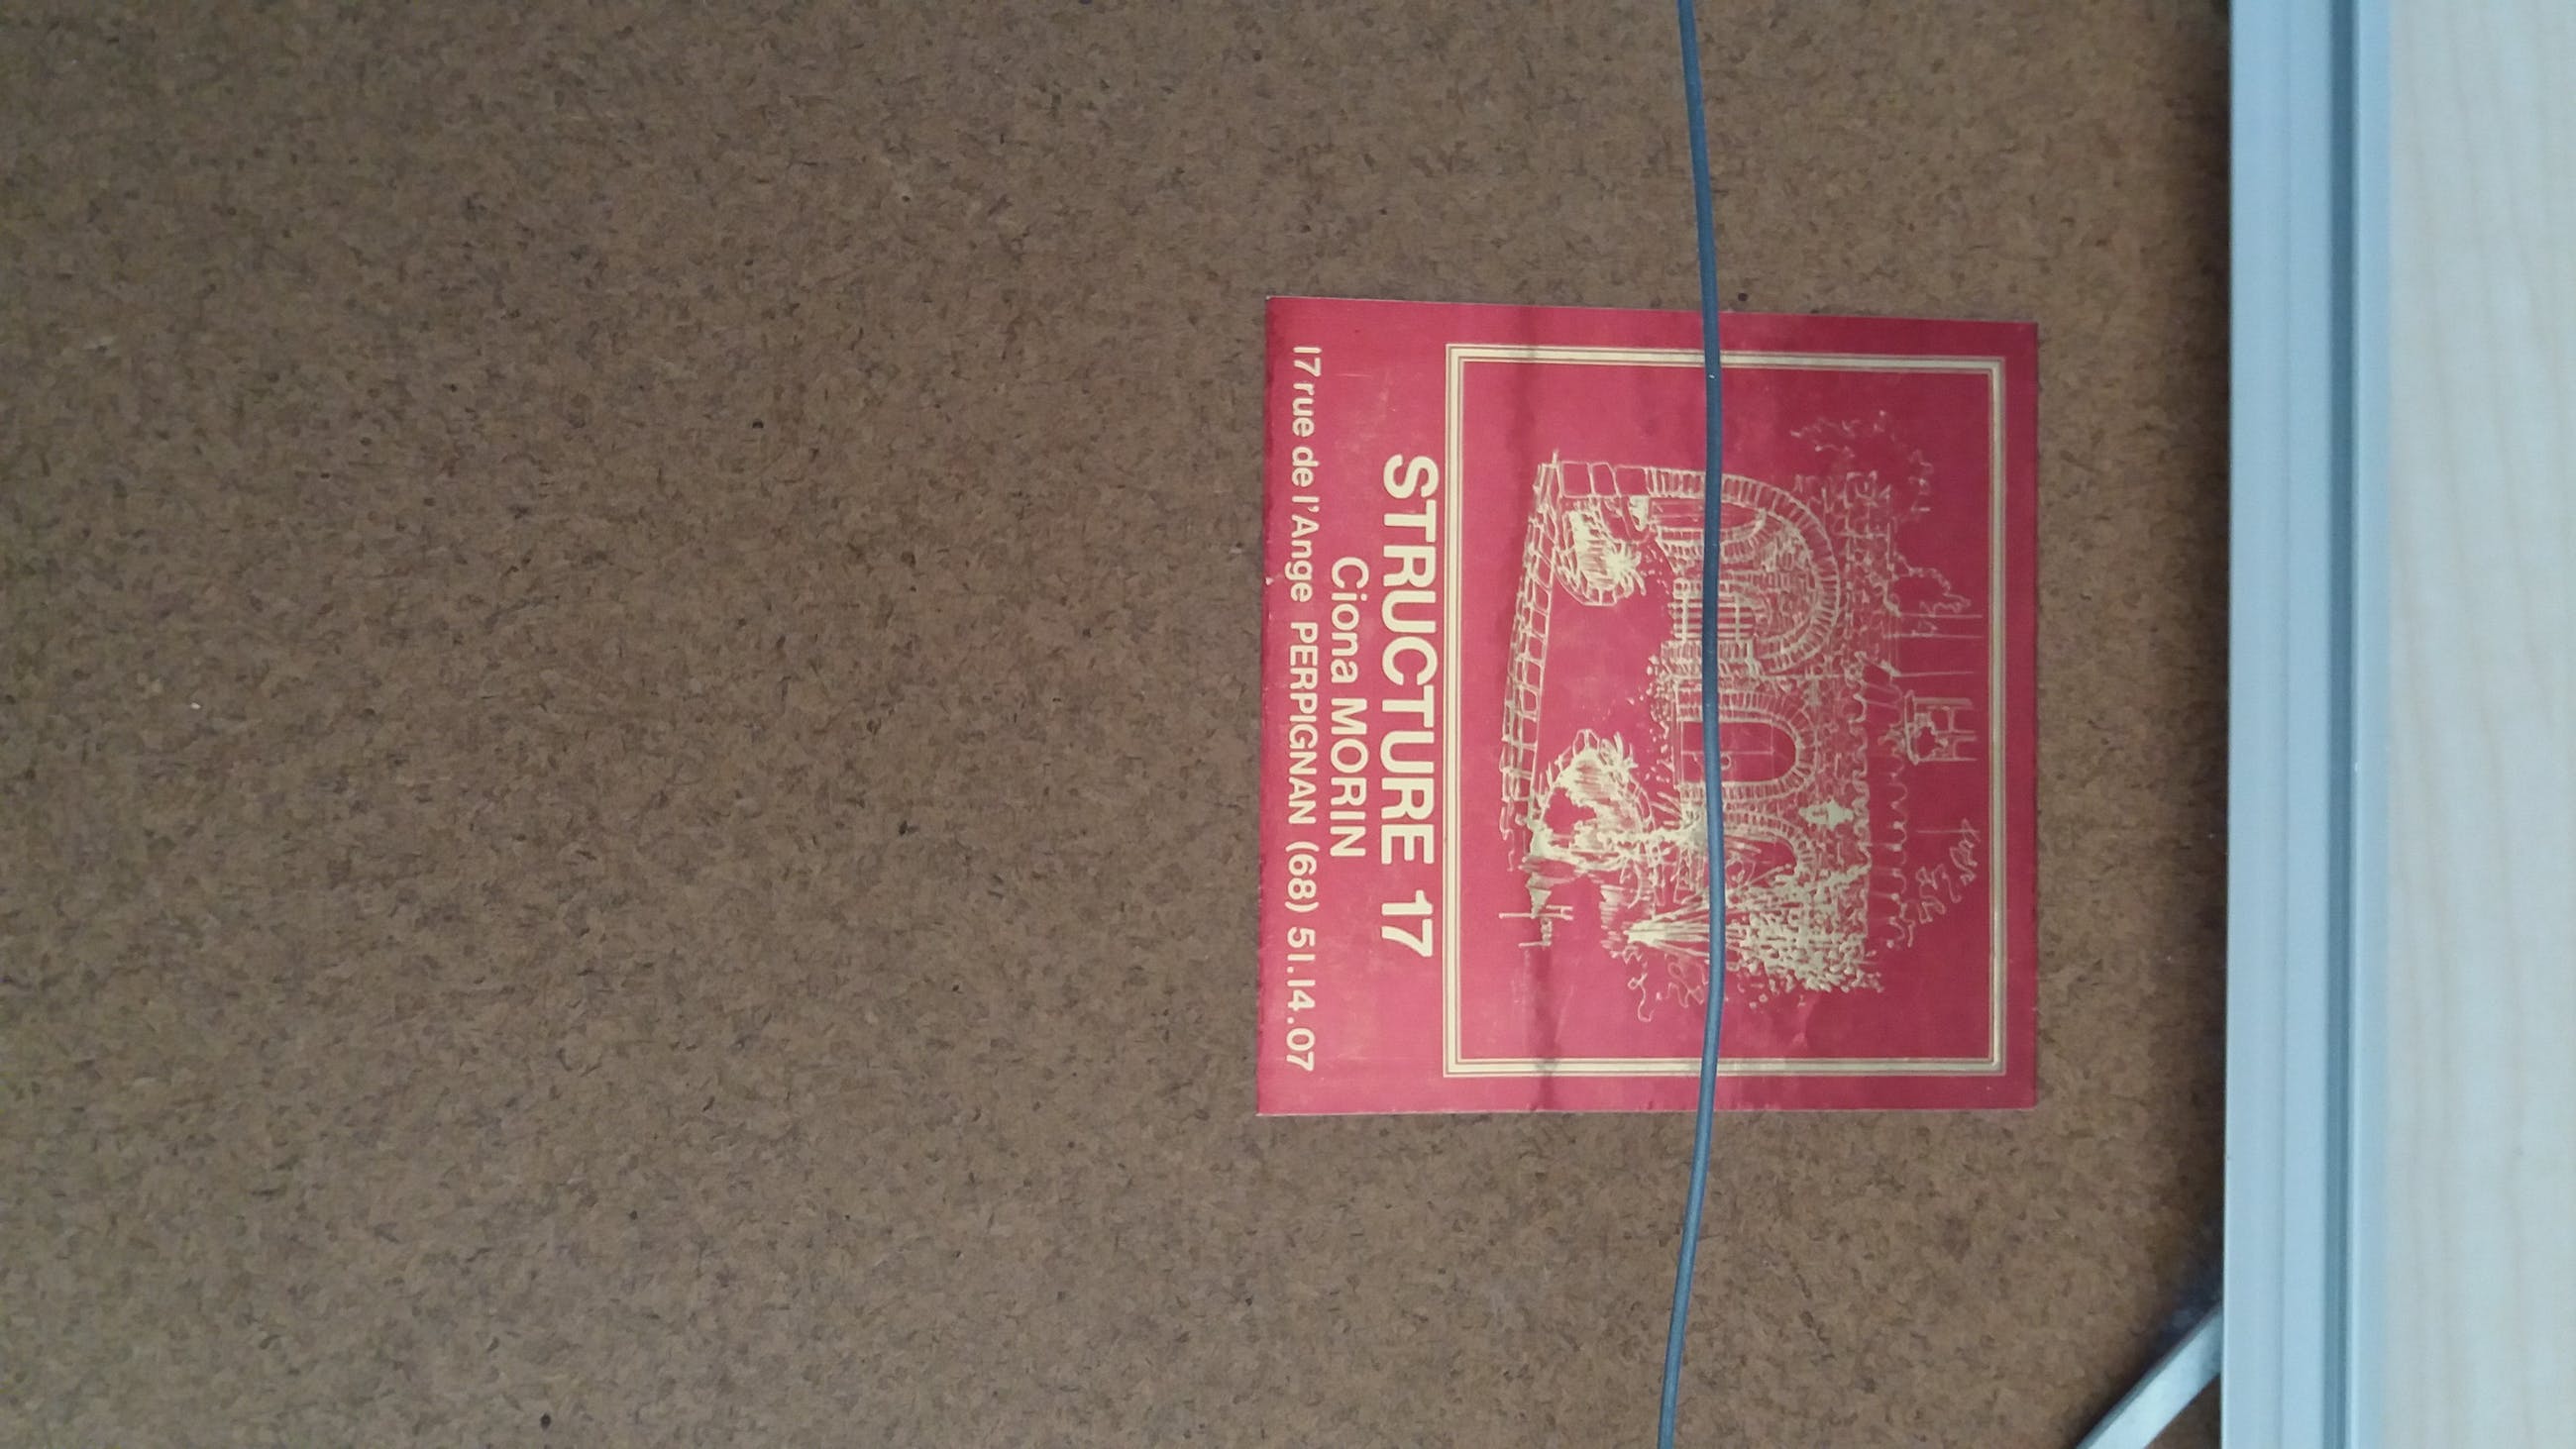 STRUCTURE 17
Ciona MORIN
17 rue de l'Ange PERPIGNAN (68) 51.14.07